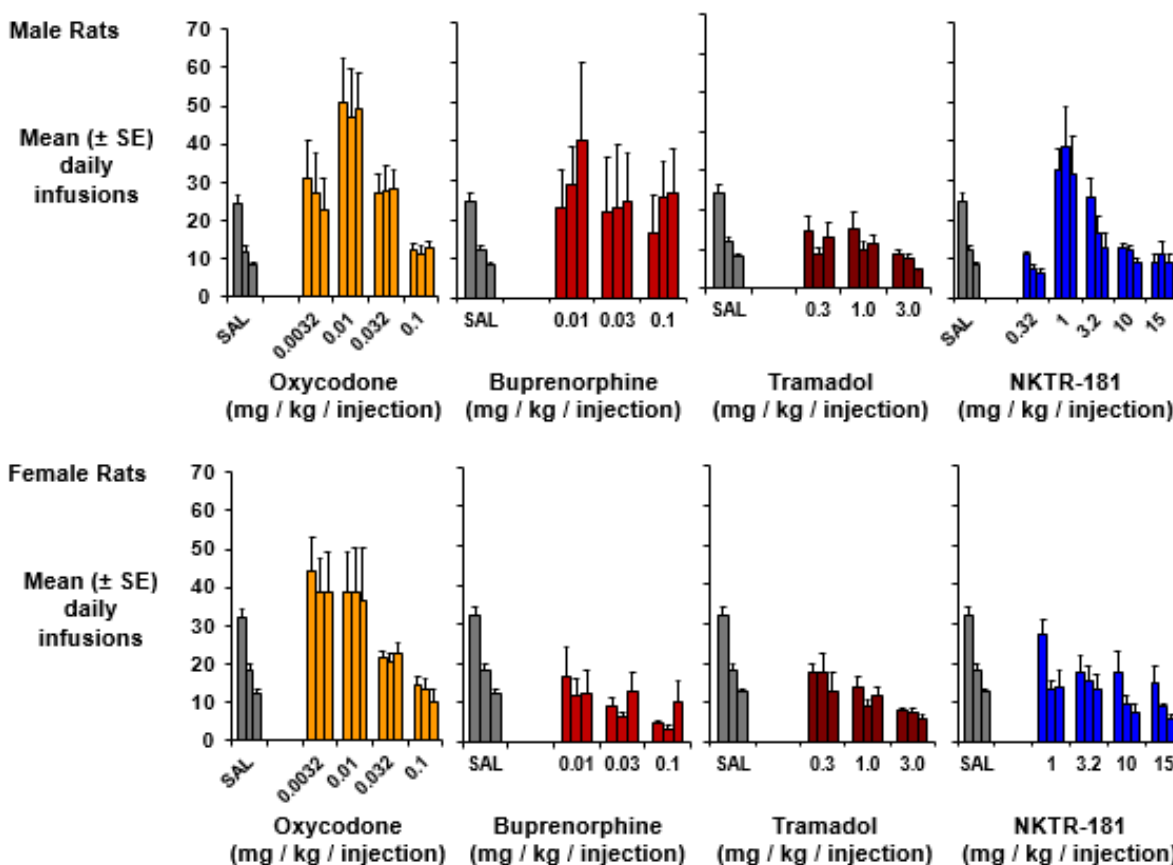 Male Rats
Mean (± SE)
daily
infusions
70
60
50
40
30
20
10
0
SAL
0.0032
0.01
0.032
0.1
SAL
0.01
0.03
0.1
SAL
0.3
1.0
3.0
SAL
0.32
1
3.2
10
15
Oxycodone
(mg / kg / injection)
Buprenorphine
(mg / kg / injection)
Tramadol
(mg / kg / injection)
NKTR-181
(mg / kg / injection)
Female Rats
Mean (± SE)
daily
infusions
70
60
50
40
30
20
10
0
SAL
0.0032
0.01
0.032
0.1
SAL
0.01
0.03
0.1
SAL
0.3
1.0
3.0
SAL
1
3.2
10
15
Oxycodone
(mg / kg / injection)
Buprenorphine
(mg / kg / injection)
Tramadol
(mg / kg / injection)
NKTR-181
(mg / kg / injection)